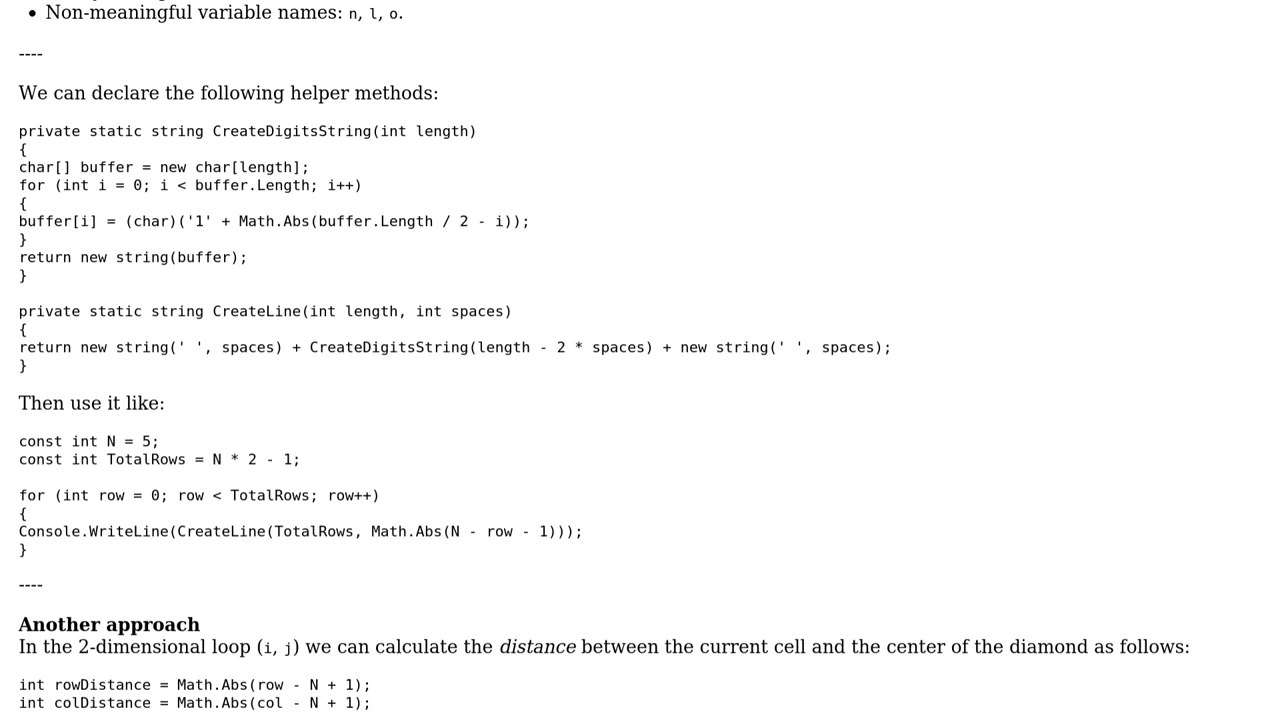 • Non-meaningful variable names: n, l, o.
----
We can declare the following helper methods:
private static string CreateDigitsString(int length)
{
char[] buffer = new char[length];
for (int i = 0; i < buffer.Length; i++)
{
buffer[i] = (char)('1' + Math.Abs(buffer.Length / 2 - i));
}
return new string(buffer);
}
private static string CreateLine(int length, int spaces)
{
return new string(' ', spaces) + CreateDigitsString(length - 2 * spaces) + new string(' ', spaces);
}
Then use it like:
const int N = 5;
const int TotalRows = N * 2 - 1;
for (int row = 0; row < TotalRows; row++)
{
Console.WriteLine(CreateLine(TotalRows, Math.Abs(N - row - 1)));
}
----
Another approach
In the 2-dimensional loop (i, j) we can calculate the distance between the current cell and the center of the diamond as follows:
int rowDistance = Math.Abs(row - N + 1);
int colDistance = Math.Abs(col - N + 1);